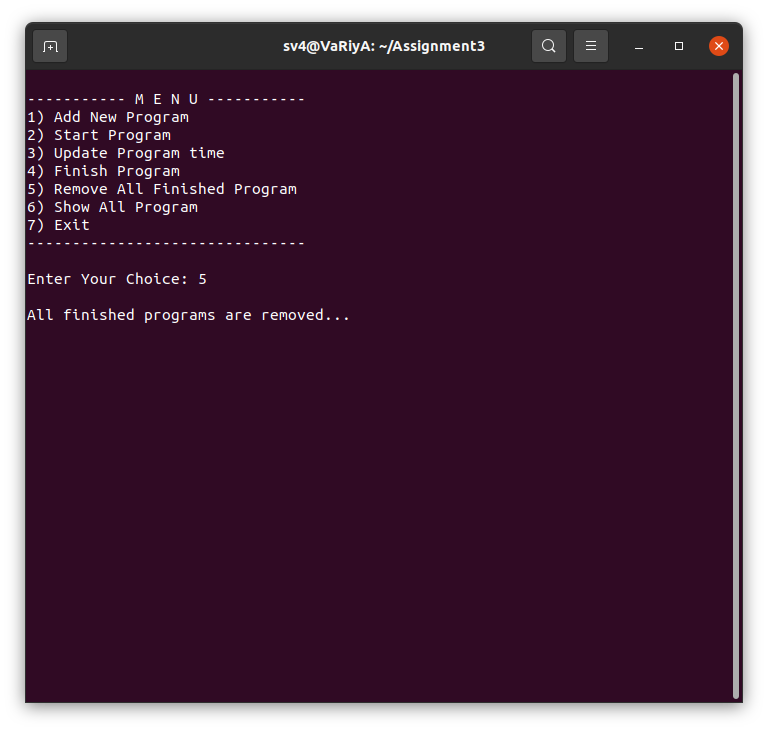 sv4@VaRiyA: ~/Assignment3
----------- M E N U -----------
1) Add New Program
2) Start Program
3) Update Program time
4) Finish Program
5) Remove All Finished Program
6) Show All Program
7) Exit
-------------------------------
Enter Your Choice: 5
All finished programs are removed...